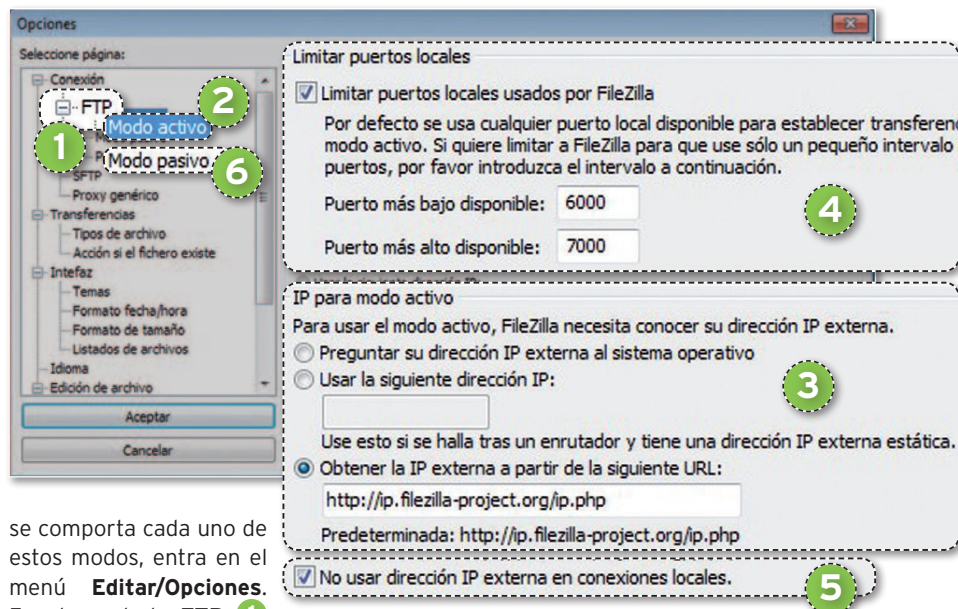 Opciones
Seleccione página:
Conexión
FTP
Modo activo
Modo pasivo
SFTP
Proxy genérico
Transferencias
Tipos de archivo
Acción si el fichero existe
Intefaz
Temas
Formato fecha/hora
Formato de tamaño
Listados de archivos
Idioma
Edición de archivo
Aceptar
Cancelar
1
2
6
Limitar puertos locales
Limitar puertos locales usados por FileZilla
Por defecto se usa cualquier puerto local disponible para establecer
modo activo. Si quiere limitar a FileZilla para que use sólo un pequeño intervalo
puertos, por favor introduzca el intervalo a continuación.
Puerto más bajo disponible: 6000
Puerto más alto disponible: 7000
4
IP para modo activo
Para usar el modo activo, FileZilla necesita conocer su dirección IP externa.
Preguntar su dirección IP externa al sistema operativo
Usar la siguiente dirección IP:
3
Use esto si se halla tras un enrutador y tiene una dirección IP externa estática.
Obtener la IP externa a partir de la siguiente URL:
http://ip.filezilla-project.org/ip.php
Predeterminada: http://ip.filezilla-project.org/ip.php
No usar dirección IP externa en conexiones locales.
5
se comporta cada uno de
estos modos, entra en el
menú Editar/Opciones.